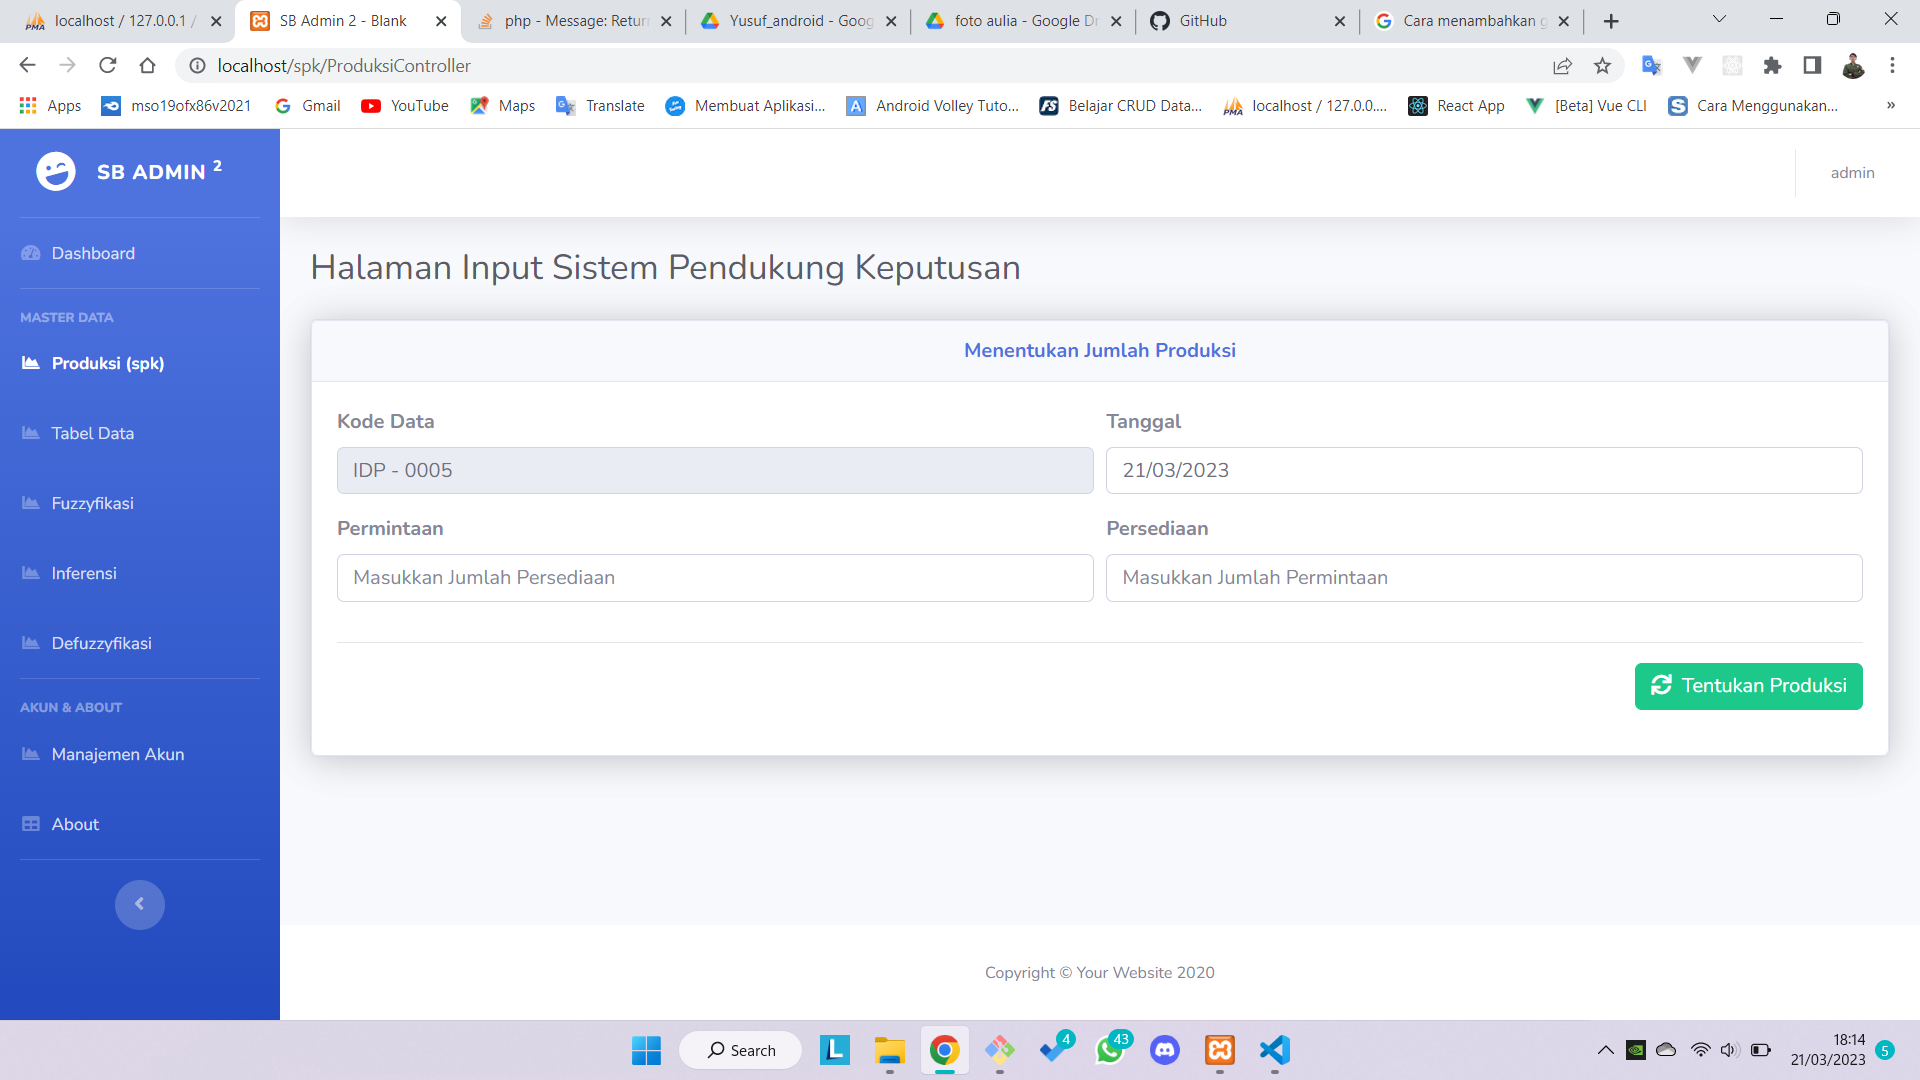 localhost / 127.0.0.1 /
SB Admin 2 - Blank
php - Message: Return
Yusuf_android - Goog
foto aulia - Google Dr
GitHub
Cara menambahkan g
localhost/spk/ProduksiController
Apps
mso19ofx86v2021
Gmail
YouTube
Maps
Translate
Membuat Aplikasi...
Android Volley Tuto...
Belajar CRUD Data...
localhost / 127.0.0....
React App
[Beta] Vue CLI
Cara Menggunakan...
»
SB ADMIN 2
admin
Dashboard
MASTER DATA
Produksi (spk)
Tabel Data
Fuzzyfikasi
Inferensi
Defuzzyfikasi
AKUN & ABOUT
Manajemen Akun
About
Halaman Input Sistem Pendukung Keputusan
Menentukan Jumlah Produksi
Kode Data
Tanggal
IDP - 0005
21/03/2023
Permintaan
Persediaan
Masukkan Jumlah Persediaan
Masukkan Jumlah Permintaan
Tentukan Produksi
Copyright © Your Website 2020
Search
4
43
18:14
21/03/2023
5